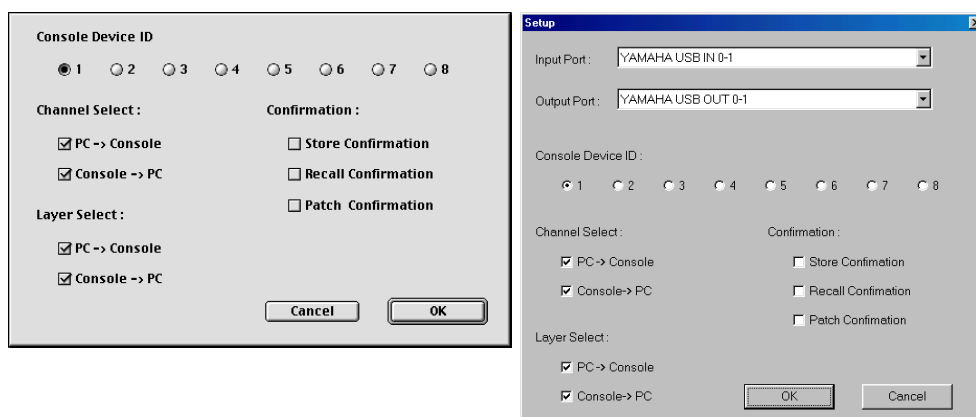 Console Device ID
1 2 3 4 5 6 7 8
Channel Select :
PC -> Console
Console -> PC
Confirmation :
Store Confirmation
Recall Confirmation
Patch Confirmation
Layer Select :
PC -> Console
Console -> PC
Cancel OK
Setup
Input Port : YAMAHA USB IN 0-1
Output Port : YAMAHA USB OUT 0-1
Console Device ID :
1 2 3 4 5 6 7 8
Channel Select :
PC -> Console
Console-> PC
Confirmation :
Store Confimation
Recall Confimation
Patch Confimation
Layer Select :
PC -> Console
Console-> PC
OK Cancel